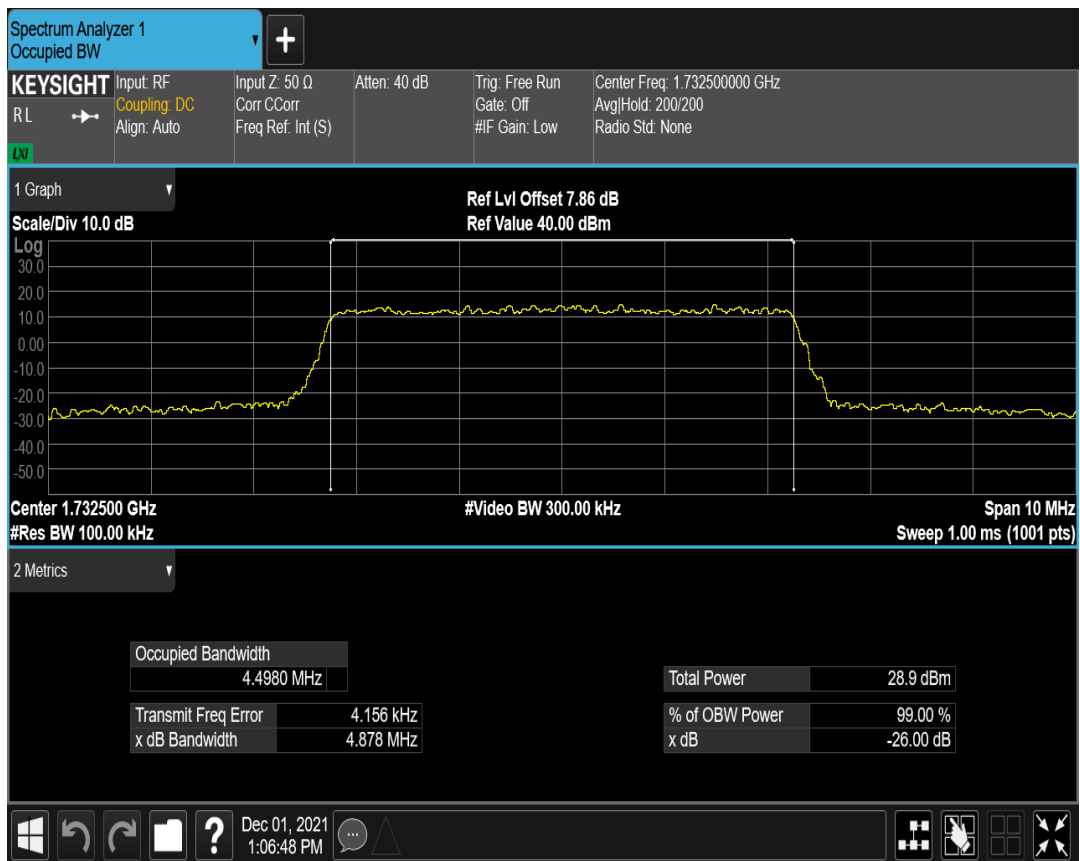 Spectrum Analyzer 1
Occupied BW
KEYSIGHT
R L
LXI
Input: RF
Coupling: DC
Align: Auto
Input Z: 50 Ω
Corr CCorr
Freq Ref: Int (S)
Atten: 40 dB
Trig: Free Run
Gate: Off
#IF Gain: Low
Center Freq: 1.732500000 GHz
Avg|Hold: 200/200
Radio Std: None
1 Graph
Scale/Div 10.0 dB
Ref Lvl Offset 7.86 dB
Ref Value 40.00 dBm
Log
30.0
20.0
10.0
0.00
-10.0
-20.0
-30.0
-40.0
-50.0
Center 1.732500 GHz
#Video BW 300.00 kHz
Span 10 MHz
#Res BW 100.00 kHz
Sweep 1.00 ms (1001 pts)
2 Metrics
Occupied Bandwidth
4.4980 MHz
Total Power 28.9 dBm
Transmit Freq Error 4.156 kHz
% of OBW Power 99.00 %
x dB Bandwidth 4.878 MHz
x dB -26.00 dB
Dec 01, 2021
1:06:48 PM